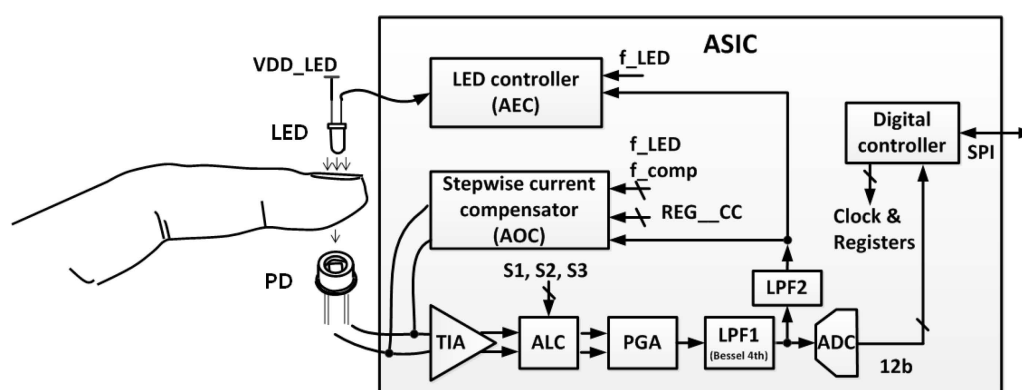 ASIC
VDD_LED
LED
LED controller
(AEC)
f_LED
Digital
controller
SPI
Clock &
Registers
f_LED
f_comp
Stepwise current
compensator
(AOC)
REG__CC
PD
S1, S2, S3
LPF2
TIA
ALC
PGA
LPF1
(Bessel 4th)
ADC
12b